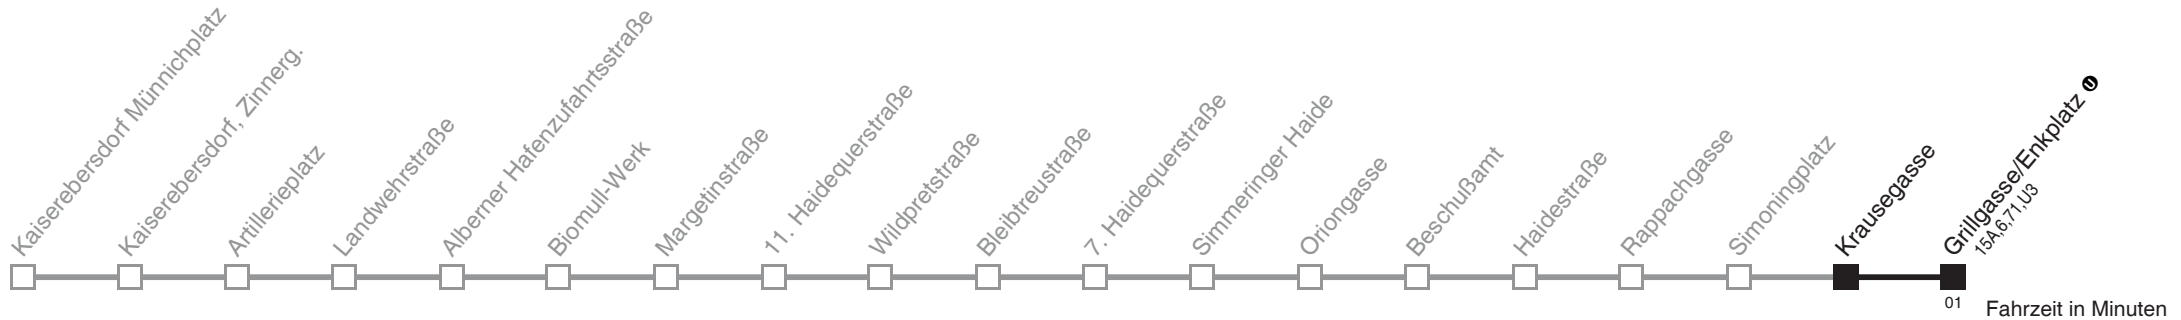 Kaiserebersdorf Münnichplatz
Kaiserebersdorf, Zinnerg.
Artillerieplatz
Landwehrstraße
Alberner Hafenzufahrtsstraße
Biomull-Werk
Margetinstraße
11. Haidequerstraße
Wildpretstraße
Bleibtreustraße
7. Haidequerstraße
Simmeringer Haide
Oriongasse
Beschußamt
Haidestraße
Rappachgasse
Simoningplatz
Krausegasse
Grillgasse/Enkplatz U
15A,6,71,U3
01
Fahrzeit in Minuten